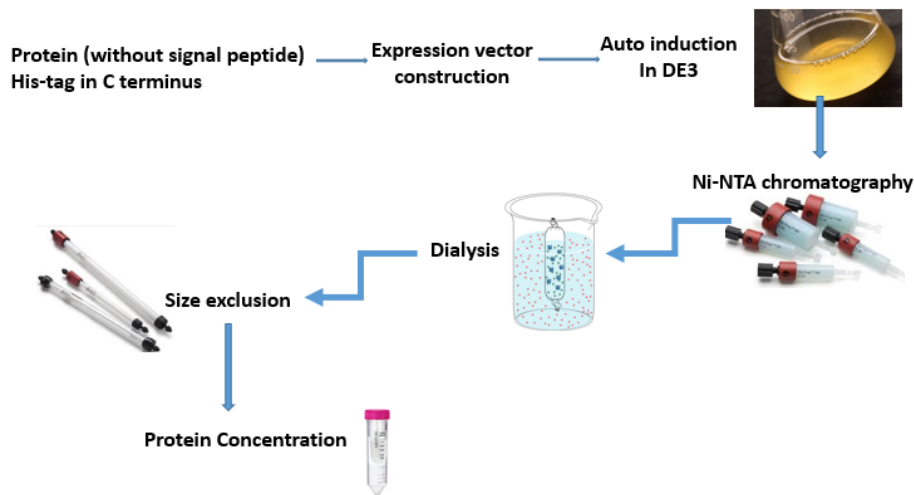 Protein (without signal peptide)
His-tag in C terminus
Expression vector
construction
Auto induction
In DE3
Ni-NTA chromatography
Dialysis
Size exclusion
Protein Concentration